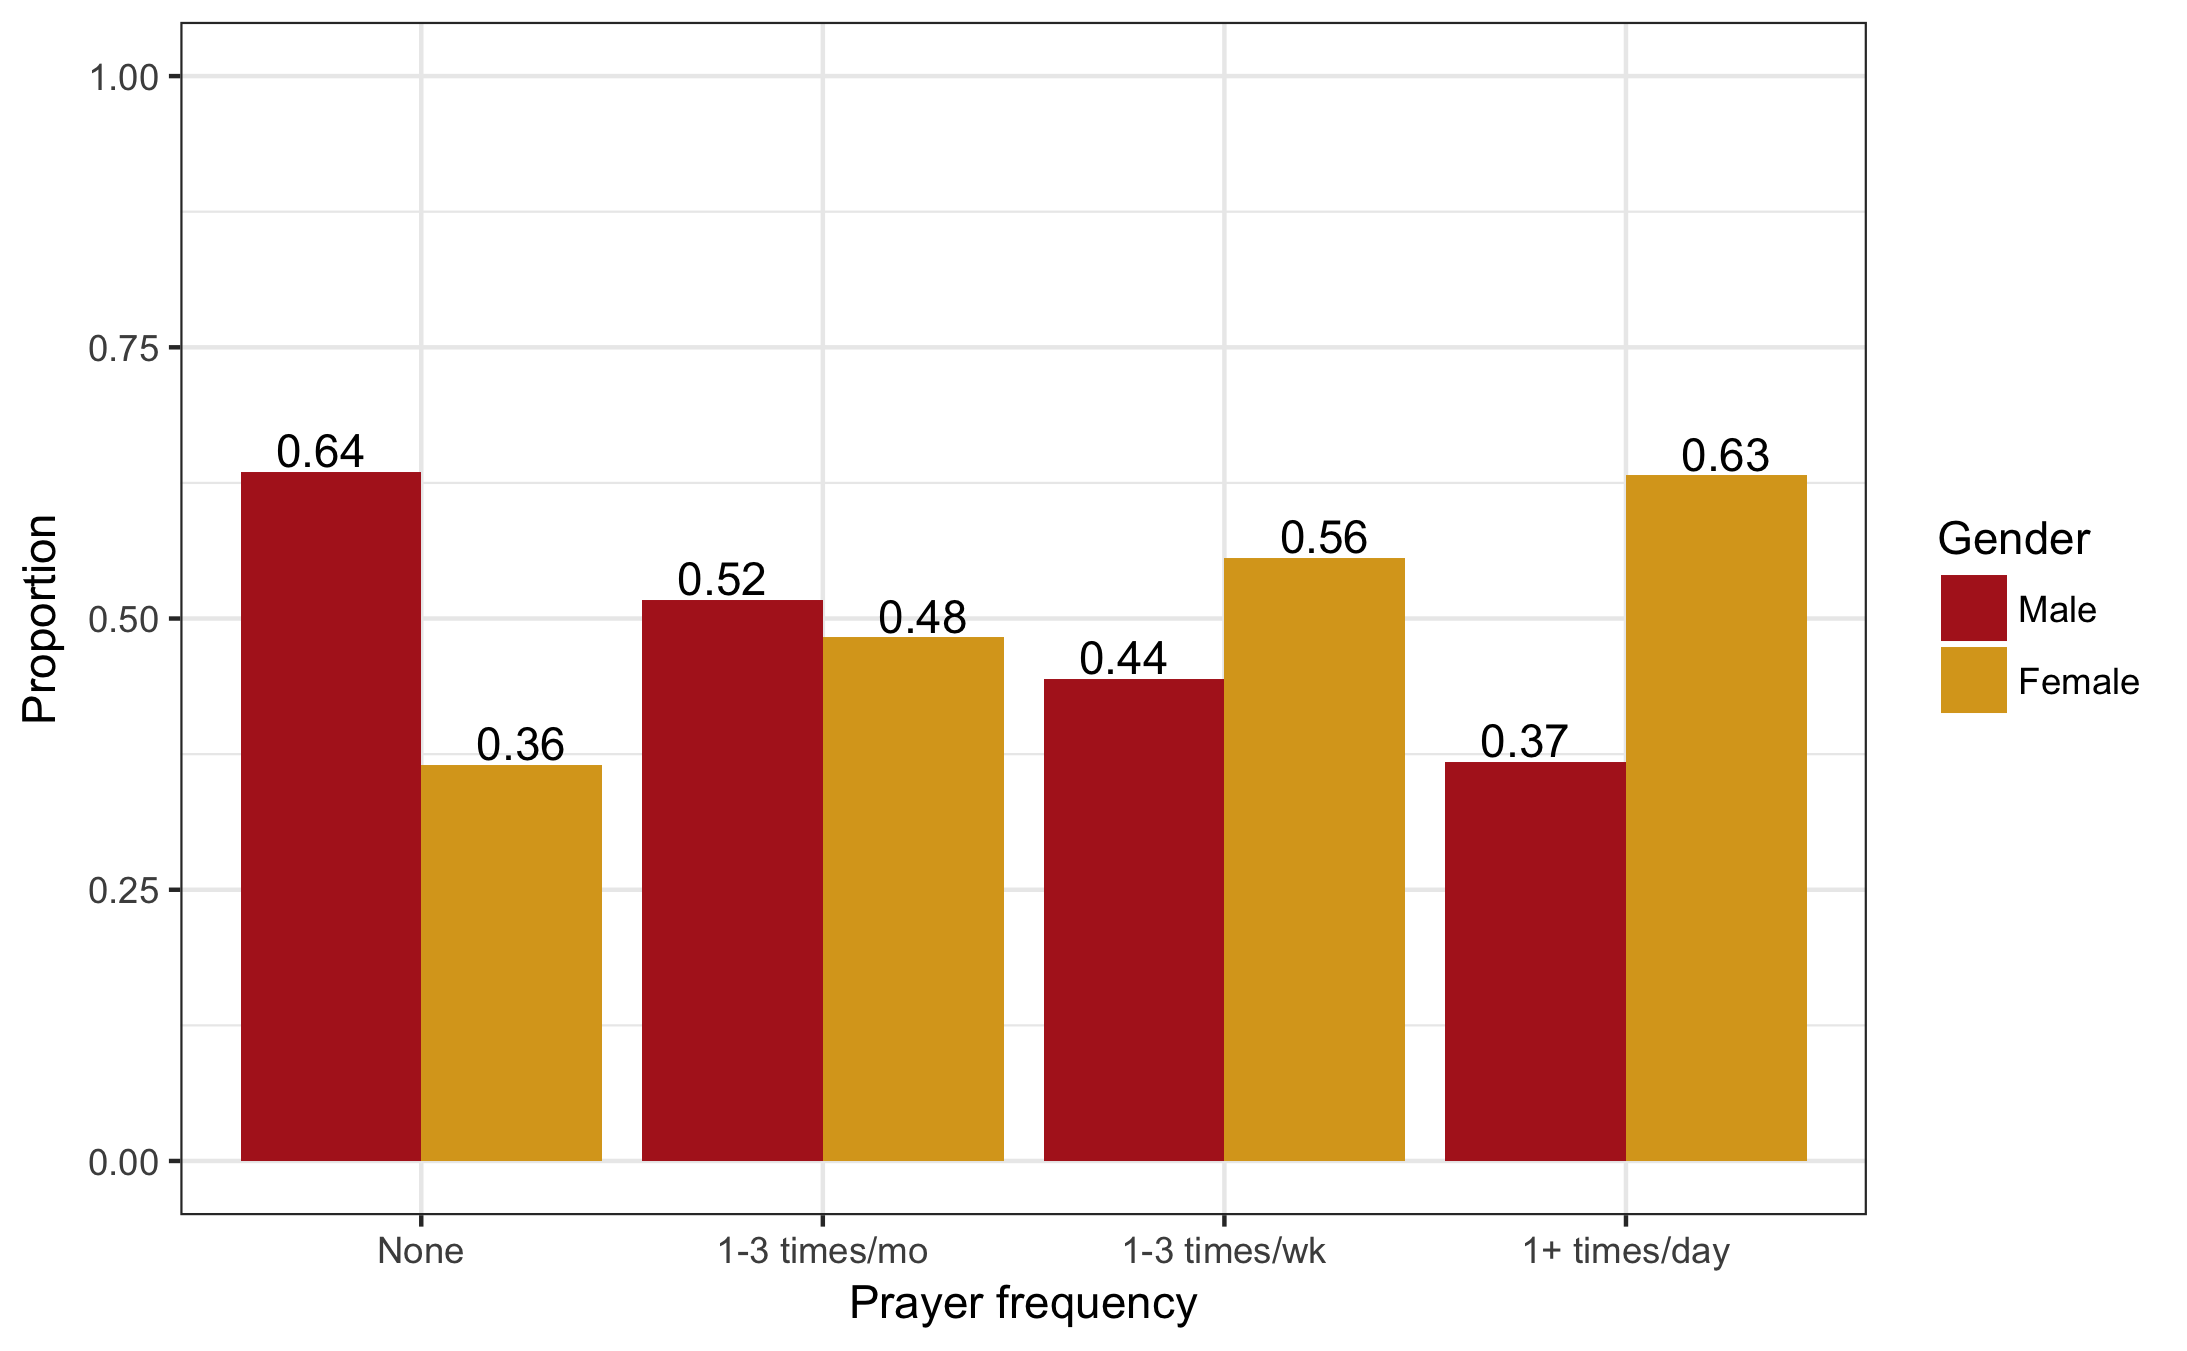 1.00
0.75
0.50
0.25
0.00
Proportion
0.64
0.36
0.52
0.48
0.44
0.56
0.37
0.63
None
1-3 times/mo
1-3 times/wk
1+ times/day
Prayer frequency
Gender
Male
Female